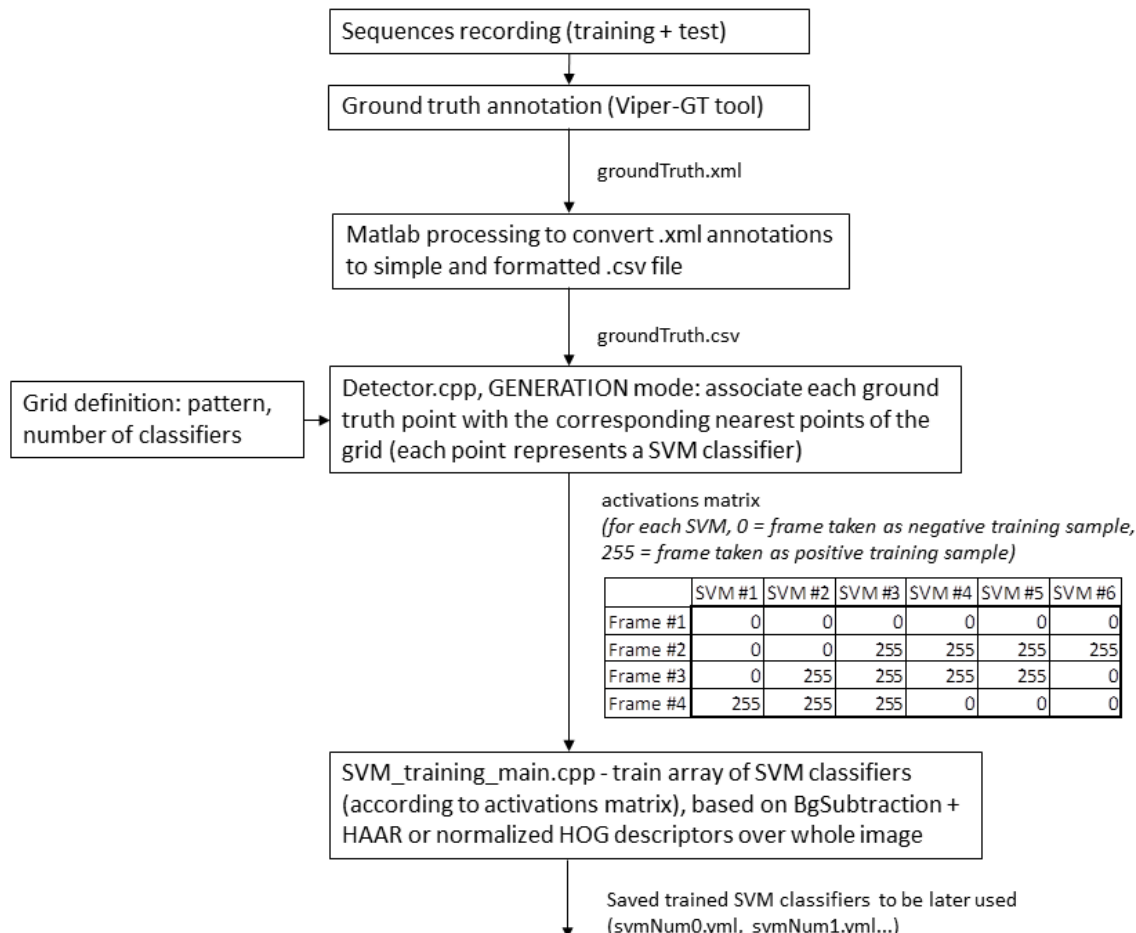 Sequences recording (training + test)
Ground truth annotation (Viper-GT tool)
groundTruth.xml
Matlab processing to convert .xml annotations
to simple and formatted .csv file
groundTruth.csv
Grid definition: pattern,
number of classifiers
Detector.cpp, GENERATION mode: associate each ground
truth point with the corresponding nearest points of the
grid (each point represents a SVM classifier)
activations matrix
(for each SVM, 0 = frame taken as negative training sample,
255 = frame taken as positive training sample)
SVM #1 SVM #2 SVM #3 SVM #4 SVM #5 SVM #6
Frame #1 0 0 0 0 0 0
Frame #2 0 0 255 255 255 255
Frame #3 0 255 255 255 255 0
Frame #4 255 255 255 0 0 0
SVM_training_main.cpp - train array of SVM classifiers
(according to activations matrix), based on BgSubtraction +
HAAR or normalized HOG descriptors over whole image
Saved trained SVM classifiers to be later used
(svmNum0.yml, svmNum1.yml...)